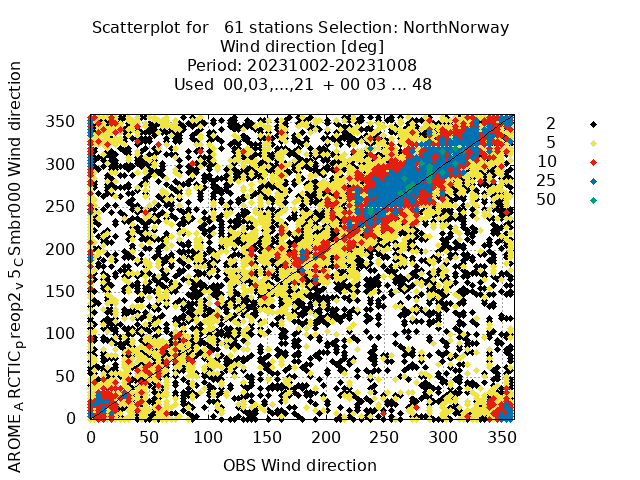 Scatterplot for 61 stations Selection: NorthNorway
Wind direction [deg]
Period: 20231002-20231008
Used 00,03,...,21 + 00 03 ... 48
AROME_ARCTIC_preop2_v5_CSmbr000 Wind direction
350
300
250
200
150
100
50
0
0 50 100 150 200 250 300 350
OBS Wind direction
2
5
10
25
50